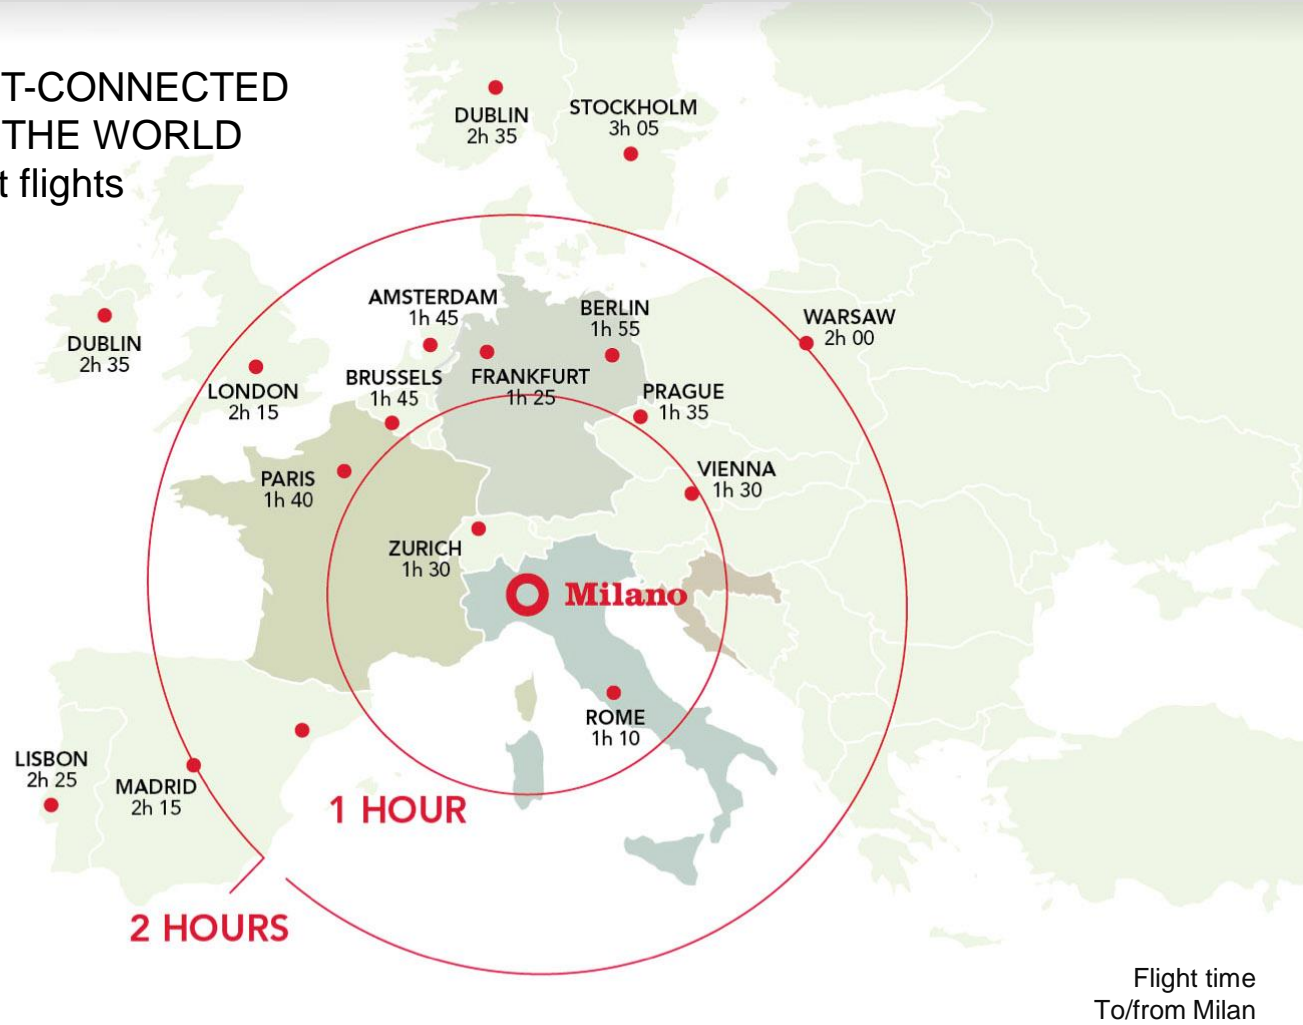 T-CONNECTED
THE WORLD
t flights
DUBLIN
2h 35
STOCKHOLM
3h 05
AMSTERDAM
1h 45
BERLIN
1h 55
WARSAW
2h 00
DUBLIN
2h 35
LONDON
2h 15
BRUSSELS
1h 45
FRANKFURT
1h 25
PRAGUE
1h 35
PARIS
1h 40
VIENNA
1h 30
ZURICH
1h 30
Milano
ROME
1h 10
LISBON
2h 25
MADRID
2h 15
1 HOUR
2 HOURS
Flight time
To/from Milan